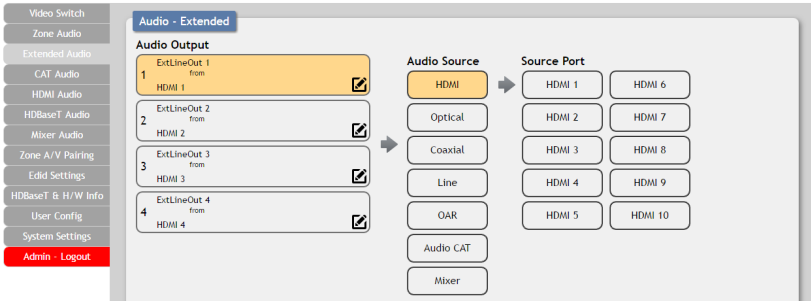 Video Switch
Zone Audio
Extended Audio
CAT Audio
HDMI Audio
HDBaseT Audio
Mixer Audio
Zone A/V Pairing
Edid Settings
HDBaseT & H/W Info
User Config
System Settings
Admin - Logout
Audio - Extended
Audio Output
1
ExtLineOut 1
from
HDMI 1
2
ExtLineOut 2
from
HDMI 2
3
ExtLineOut 3
from
HDMI 3
4
ExtLineOut 4
from
HDMI 4
Audio Source
HDMI
Optical
Coaxial
Line
OAR
Audio CAT
Mixer
Source Port
HDMI 1 HDMI 6
HDMI 2 HDMI 7
HDMI 3 HDMI 8
HDMI 4 HDMI 9
HDMI 5 HDMI 10